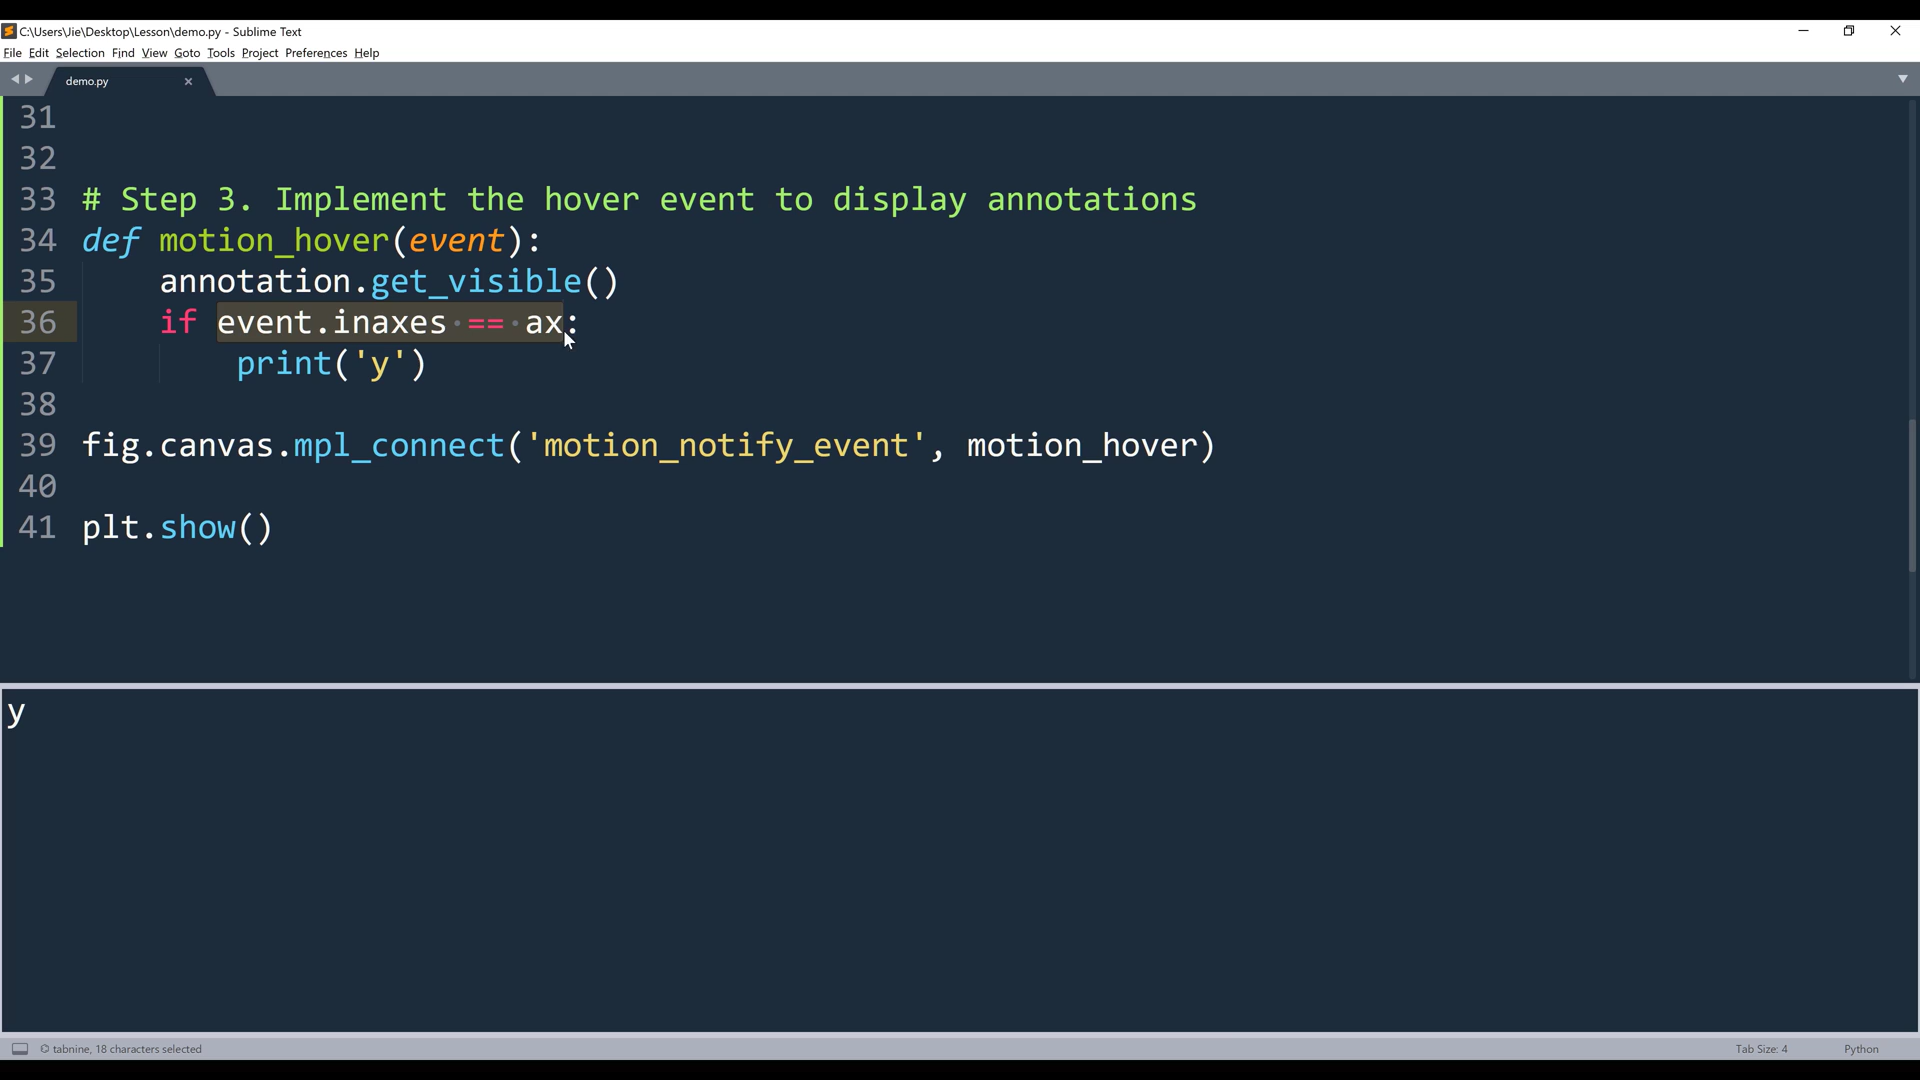 C:\Users\Jie\Desktop\Lesson\demo.py - Sublime Text
File Edit Selection Find View Goto Tools Project Preferences Help
demo.py
31
32
33 # Step 3. Implement the hover event to display annotations
34 def motion_hover(event):
35     annotation.get_visible()
36     if event.inaxes == ax:
37         print('y')
38
39 fig.canvas.mpl_connect('motion_notify_event', motion_hover)
40
41 plt.show()
y
tabnine, 18 characters selected Tab Size: 4 Python